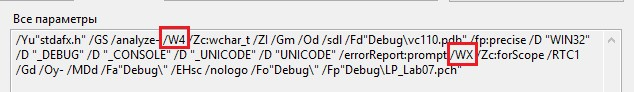 Все параметры
/Yu"stdafx.h" /GS /analyze- /W4 /Zc:wchar_t /ZI /Gm /Od /sdl /Fd"Debug\vc110.pdb" /fp:precise /D "WIN32"
/D "_DEBUG" /D "_CONSOLE" /D "_UNICODE" /D "UNICODE" /errorReport:prompt /WX /Zc:forScope /RTC1
/Gd /Oy- /MDd /Fa"Debug\" /EHsc /nologo /Fo"Debug\" /Fp"Debug\LP_Lab07.pch"